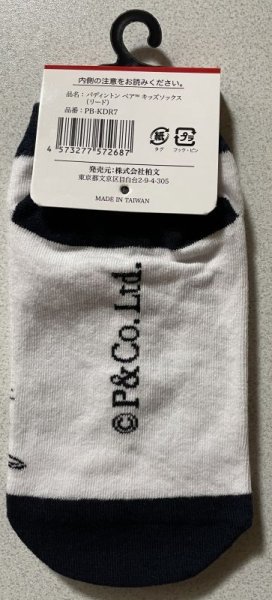 内側の注意をお読みください。
品名：パディントン ベア™ キッズソックス
（リード）
品番：PB-KDR7
4 573277 572687
紙
タグ
プラ
フック・ピン
発売元：株式会社柏文
東京都文京区目白台2-9-4-305
MADE IN TAIWAN
©P&Co. Ltd.